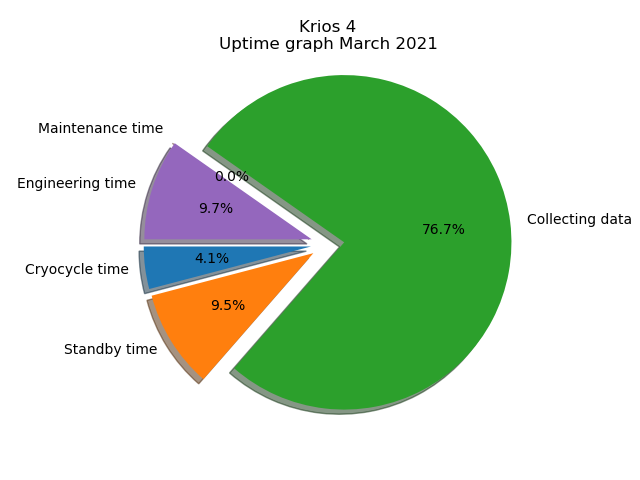 Krios 4
Uptime graph March 2021
Maintenance time
0.0%
Engineering time
9.7%
76.7%
Collecting data
Cryocycle time
4.1%
Standby time
9.5%